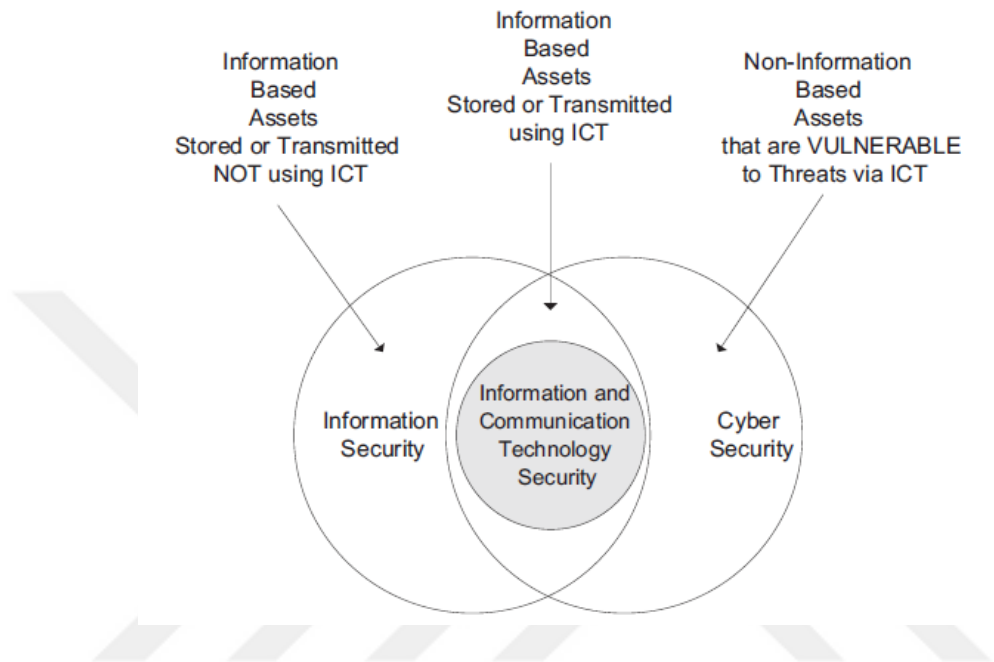 Information
Based
Assets
Stored or Transmitted
NOT using ICT
Information
Based
Assets
Stored or Transmitted
using ICT
Non-Information
Based
Assets
that are VULNERABLE
to Threats via ICT
Information
Security
Information and
Communication
Technology
Security
Cyber
Security